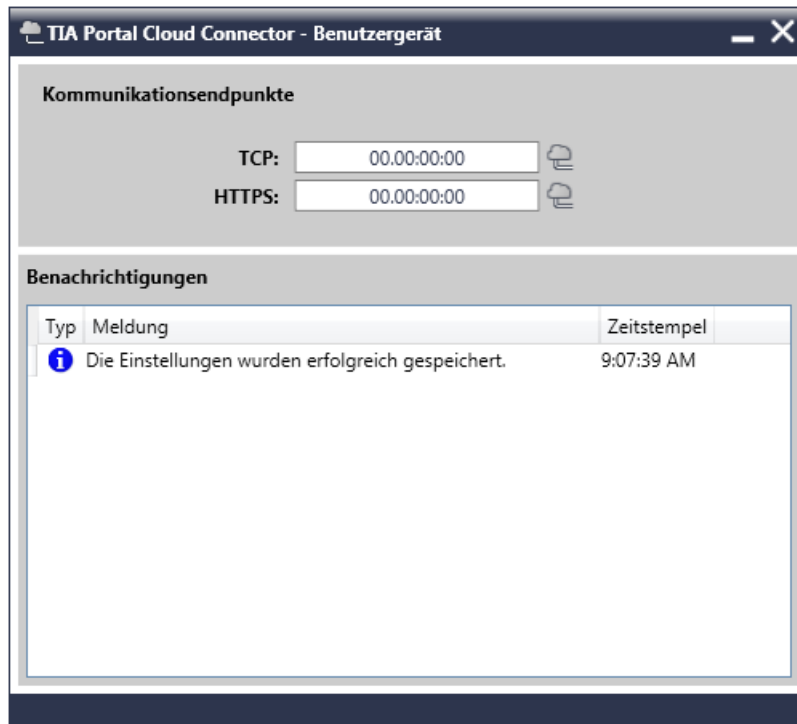 TIA Portal Cloud Connector - Benutzergerät
Kommunikationsendpunkte
TCP: 00.00:00:00
HTTPS: 00.00:00:00
Benachrichtigungen
Typ Meldung Zeitstempel
Die Einstellungen wurden erfolgreich gespeichert. 9:07:39 AM